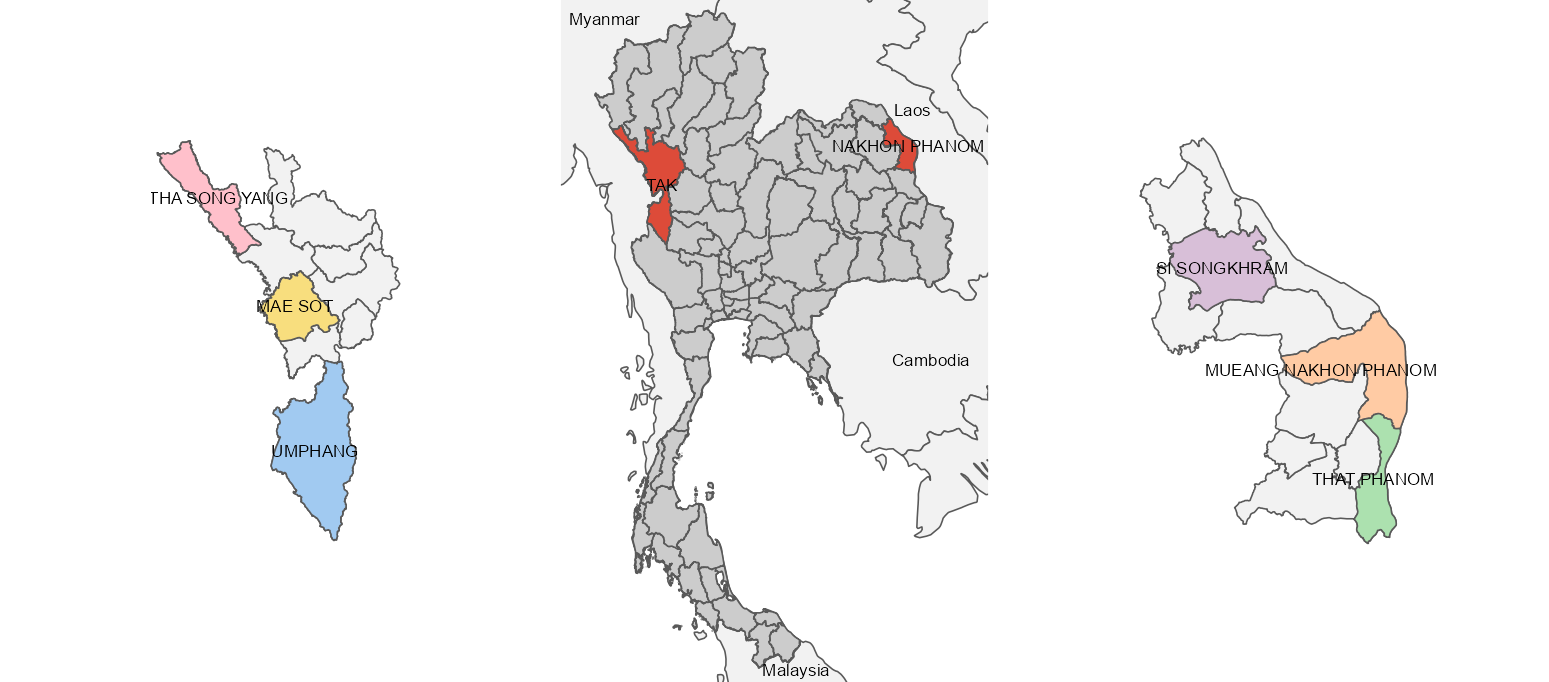 THA SONG YANG
MAE SOT
UMPHANG
Myanmar
Laos
NAKHON PHANOM
TAK
Cambodia
Malaysia
SI SONGKHRAM
MUEANG NAKHON PHANOM
THAT PHANOM